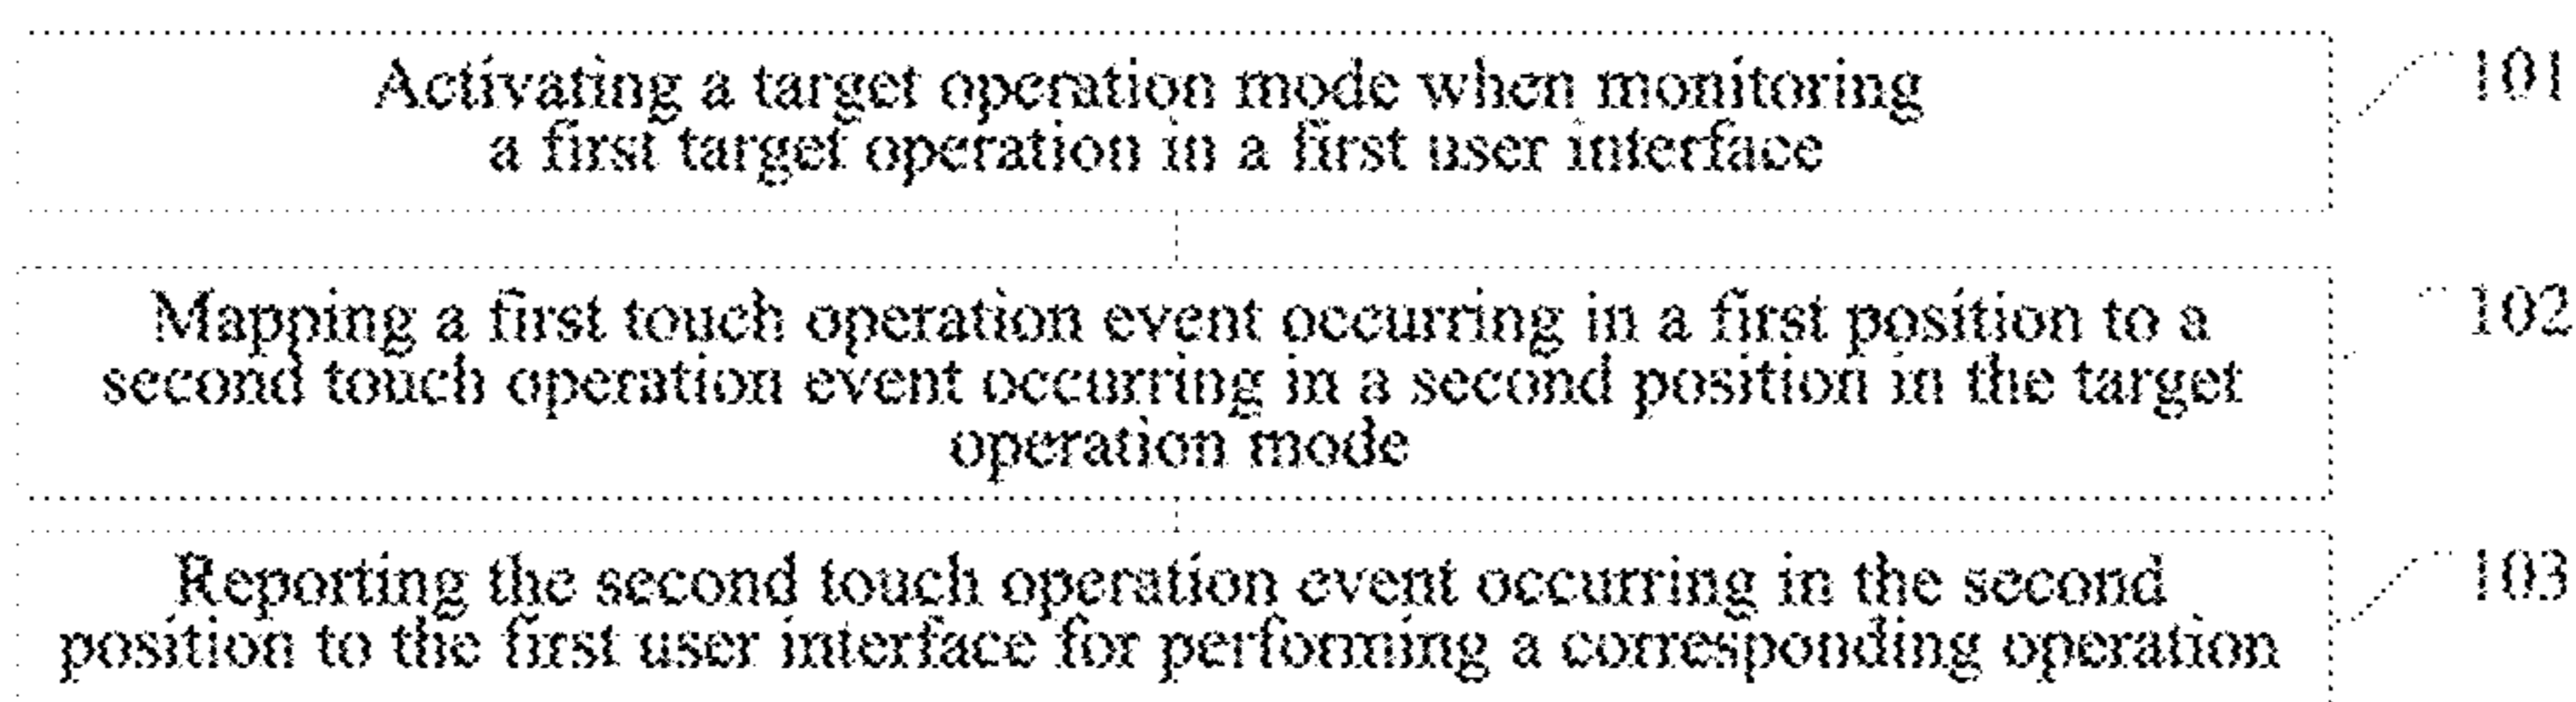 Activating a target operation mode when monitoring
101
a first target operation in a first user interface
Mapping a first touch operation event occurring in a first position to a
102
second touch operation event occurring in a second position in the target
operation mode
Reporting the second touch operation event occurring in the second
103
position to the first user interface for performing a corresponding operation